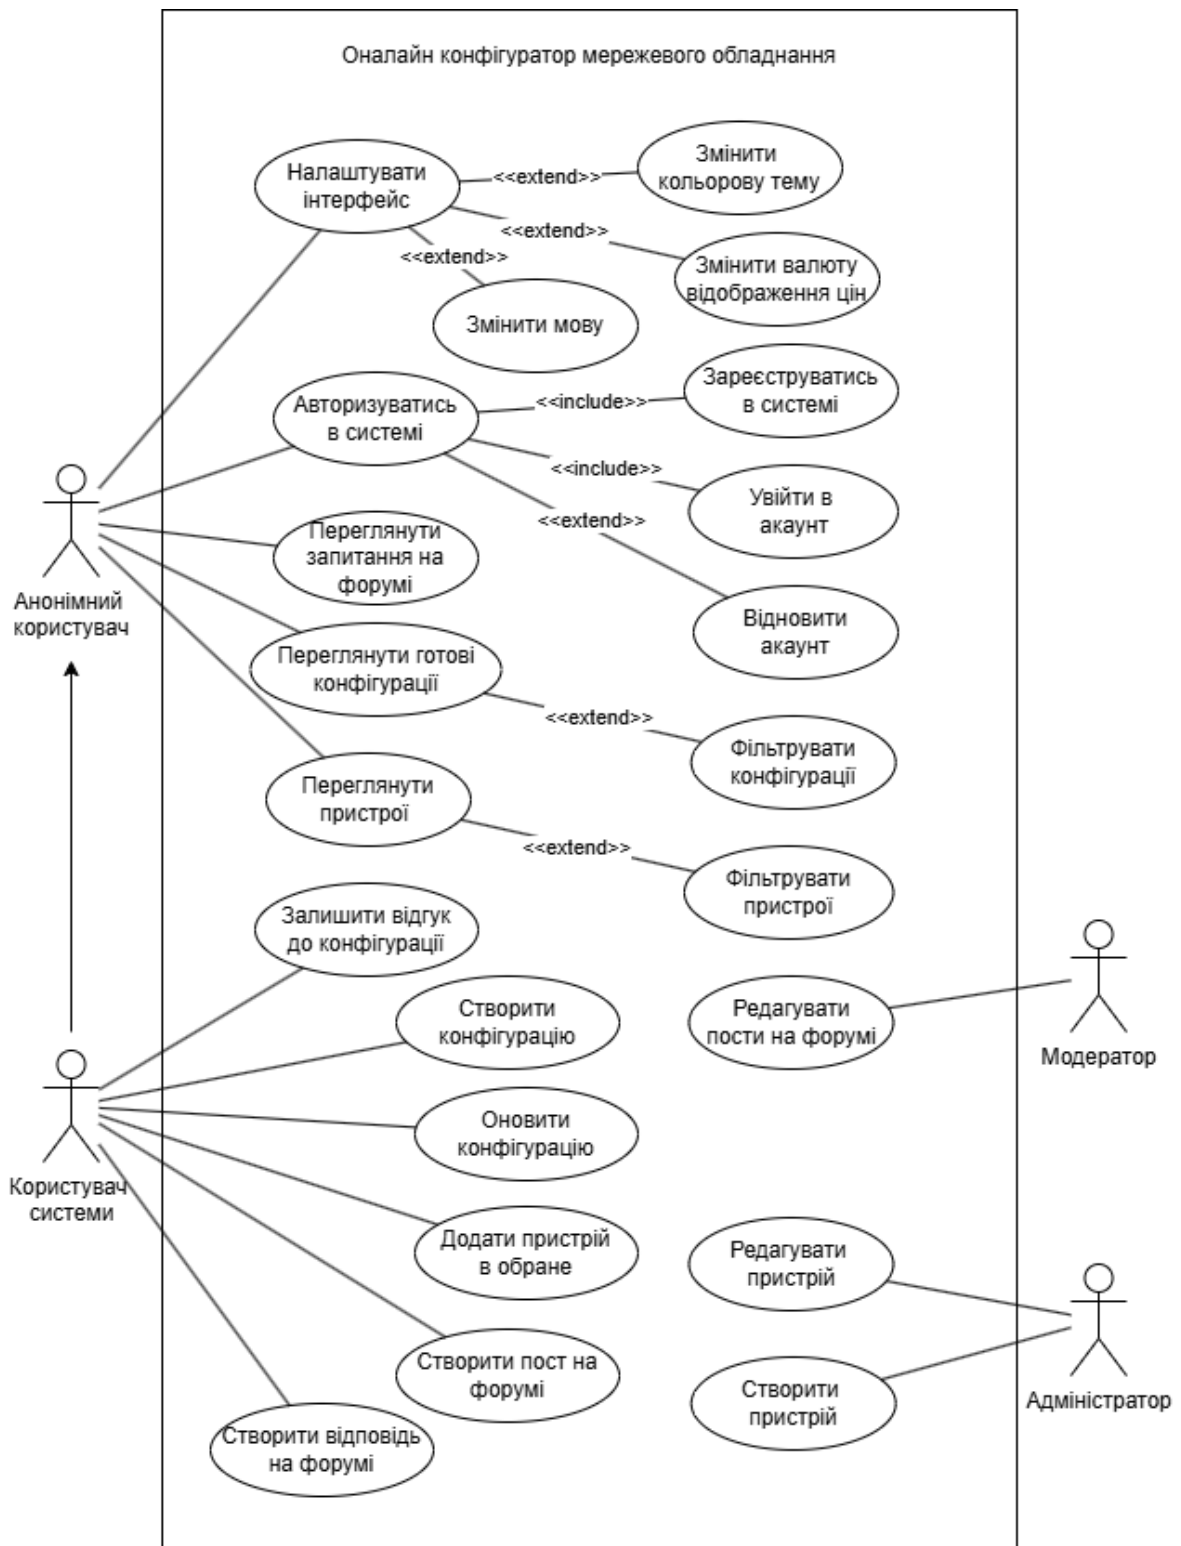 Оналайн конфігуратор мережевого обладнання
Налаштувати
інтерфейс
<<extend>>
Змінити
кольорову тему
<<extend>>
<<extend>>
Змінити валюту
відображення цін
Змінити мову
Авторизуватись
в системі
<<include>>
Зареєструватись
в системі
<<include>>
Увійти в
акаунт
<<extend>>
Відновити
акаунт
Анонімний
користувач
Переглянути
запитання на
форумі
Переглянути готові
конфігурації
<<extend>>
Фільтрувати
конфігурації
Переглянути
пристрої
<<extend>>
Фільтрувати
пристрої
Залишити відгук
до конфігурації
Створити
конфігурацію
Редагувати
пости на форумі
Модератор
Оновити
конфігурацію
Користувач
системи
Додати пристрій
в обране
Редагувати
пристрій
Створити пост на
форумі
Створити
пристрій
Адміністратор
Створити відповідь
на форумі